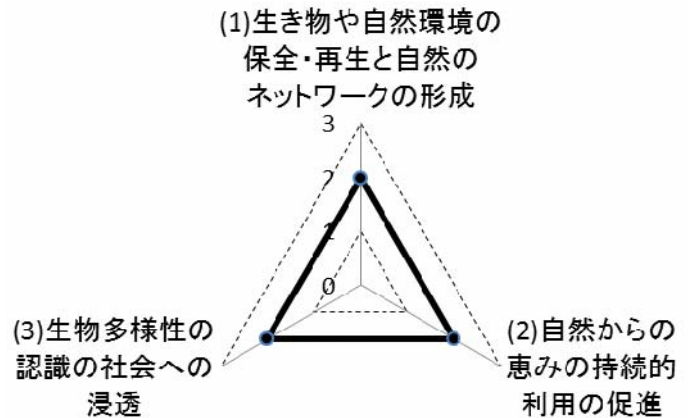 (1)生き物や自然環境の
保全・再生と自然の
ネットワークの形成
3
2
1
0
(3)生物多様性の
認識の社会への
浸透
(2)自然からの
恵みの持続的
利用の促進